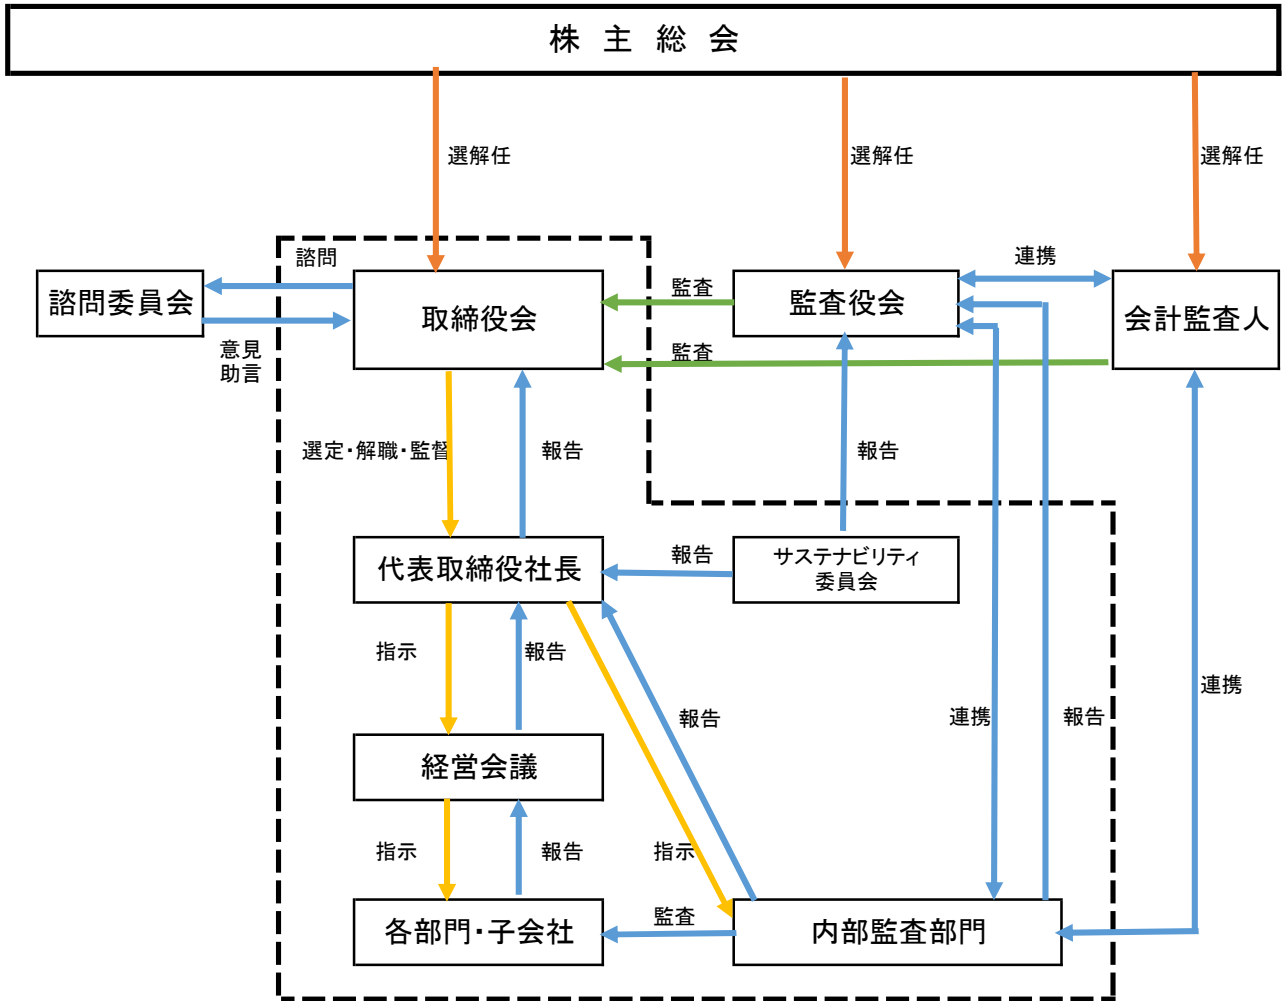 株主総会
選解任
選解任
選解任
諮問
連携
諮問委員会
取締役会
監査
監査役会
会計監査人
意見
助言
監査
選定・解職・監督
報告
報告
代表取締役社長
報告
サステナビリティ
委員会
指示
報告
報告
連携
報告
連携
経営会議
指示
報告
指示
各部門・子会社
監査
内部監査部門